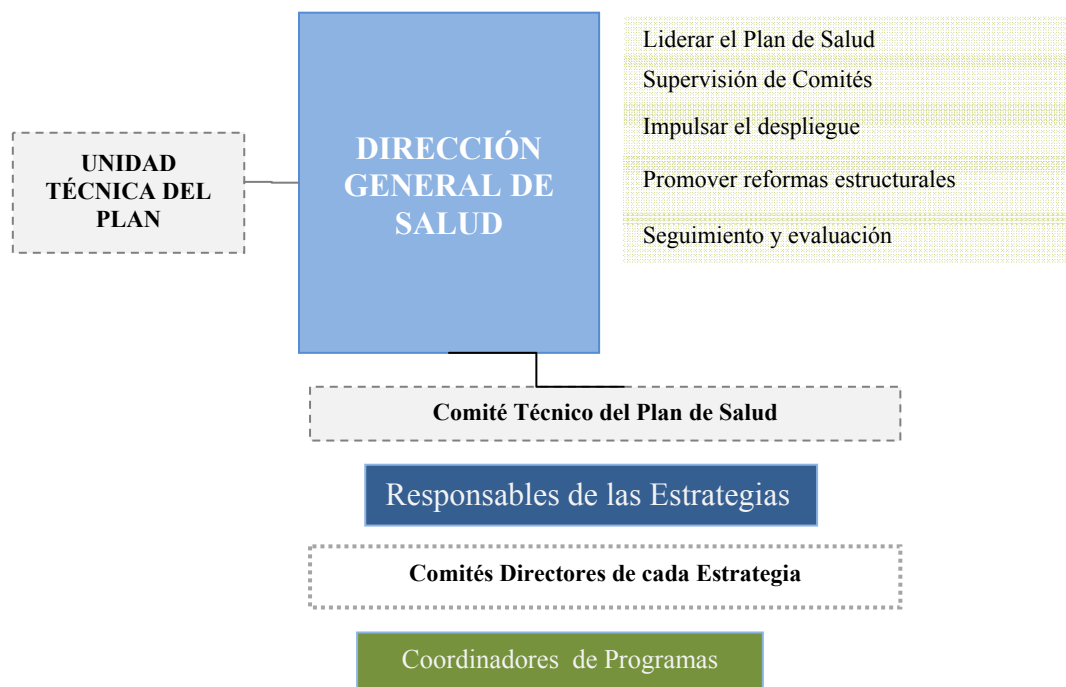 UNIDAD
TÉCNICA DEL
PLAN
DIRECCIÓN
GENERAL DE
SALUD
Liderar el Plan de Salud
Supervisión de Comités
Impulsar el despliegue
Promover reformas estructurales
Seguimiento y evaluación
Comité Técnico del Plan de Salud
Responsables de las Estrategias
Comités Directores de cada Estrategia
Coordinadores de Programas